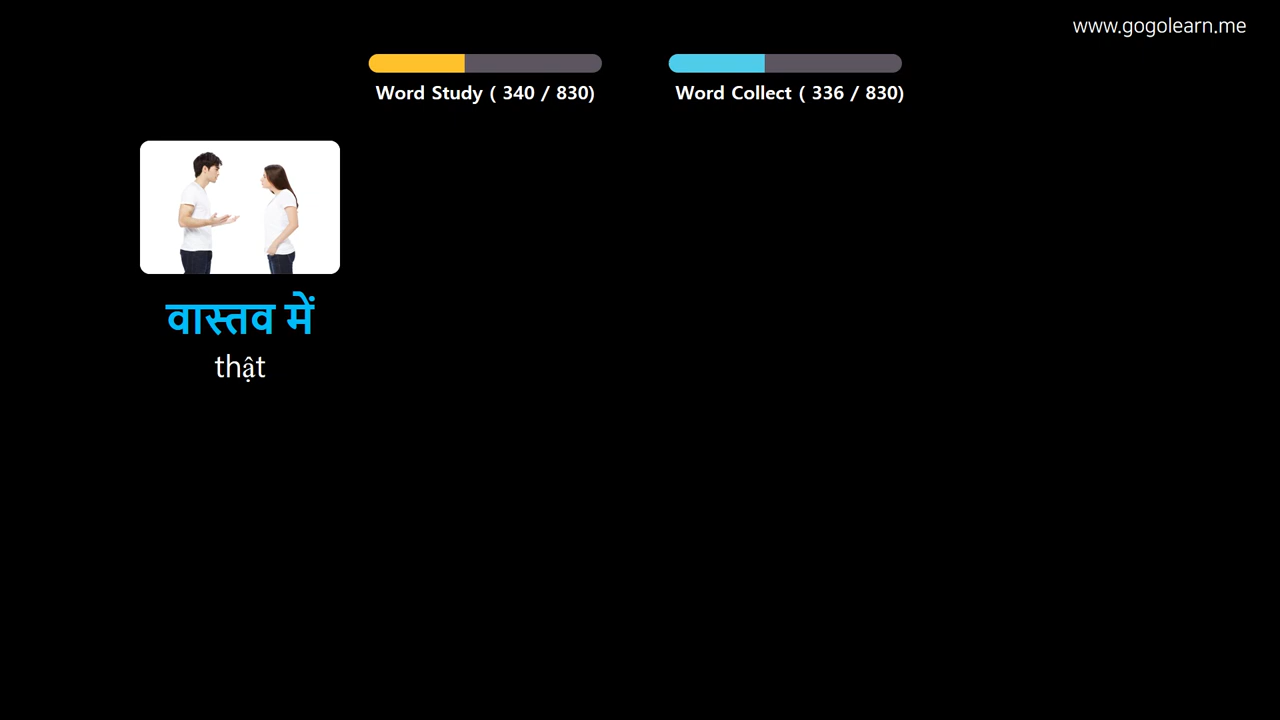 www.gogolearn.me
Word Study ( 340 / 830)
Word Collect ( 336 / 830)
वास्तव में
thật